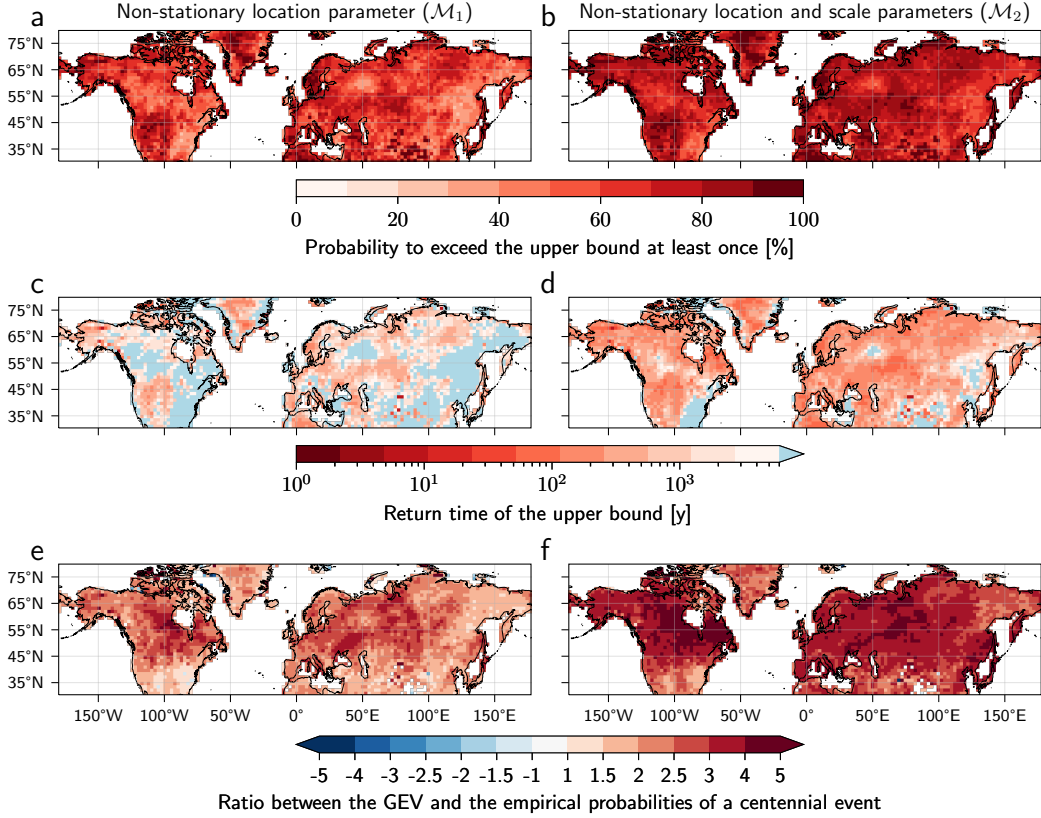 Non-stationary location parameter (ℳ₁)
Non-stationary location and scale parameters (ℳ₂)
a
b
75°N
65°N
55°N
45°N
35°N
0 20 40 60 80 100
Probability to exceed the upper bound at least once [%]
c
d
75°N
65°N
55°N
45°N
35°N
10⁰ 10¹ 10² 10³
Return time of the upper bound [y]
e
f
75°N
65°N
55°N
45°N
35°N
150°W 100°W 50°W 0° 50°E 100°E 150°E
150°W 100°W 50°W 0° 50°E 100°E 150°E
-5 -4 -3 -2.5 -2 -1.5 -1 1 1.5 2 2.5 3 4 5
Ratio between the GEV and the empirical probabilities of a centennial event